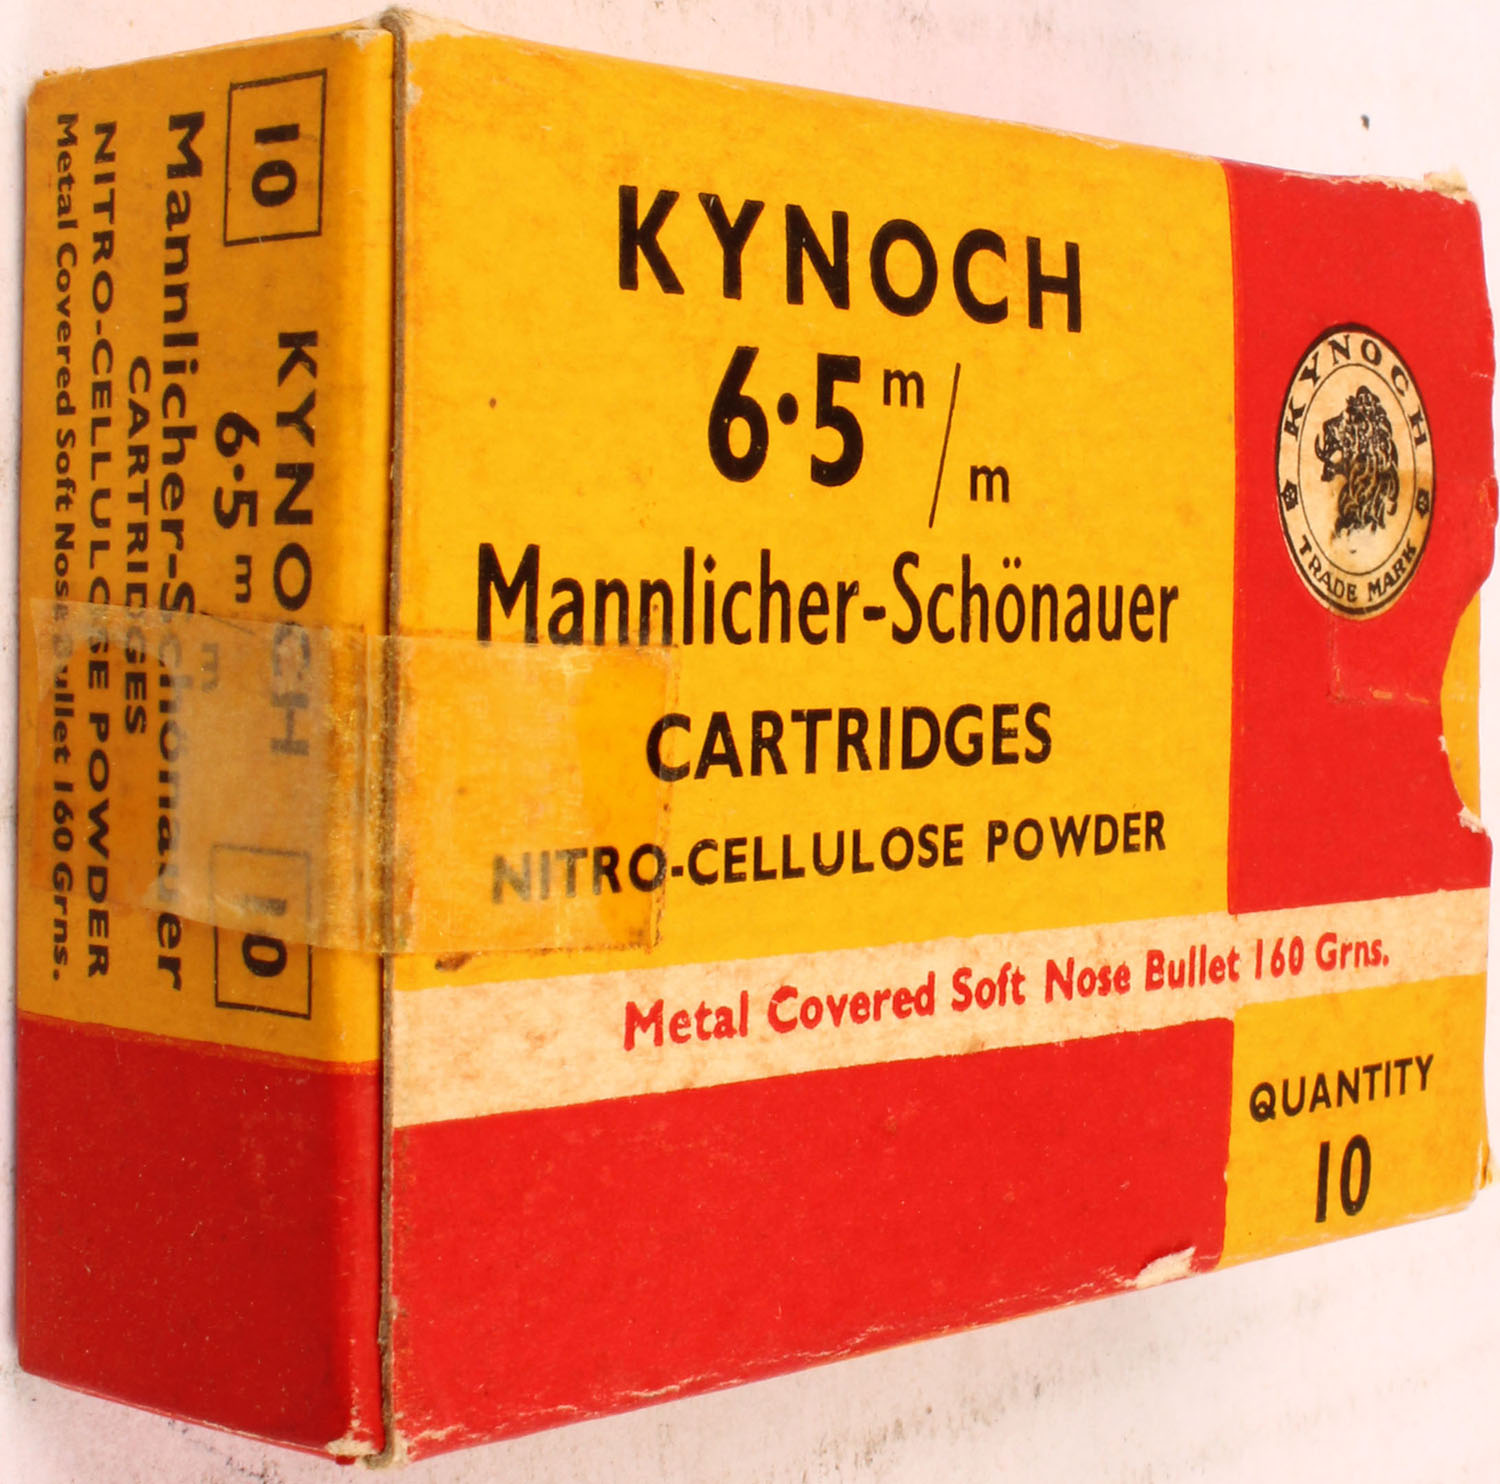 KYNOCH
6·5 m/m
Mannlicher-Schönauer
CARTRIDGES
NITRO-CELLULOSE POWDER
Metal Covered Soft Nose Bullet 160 Grns.
QUANTITY
10
KYNOCH
TRADE MARK
10
KYNOCH
10
6·5 m/m
Mannlicher-Schönauer
CARTRIDGES
NITRO-CELLULOSE POWDER
Metal Covered Soft Nose Bullet 160 Grns.